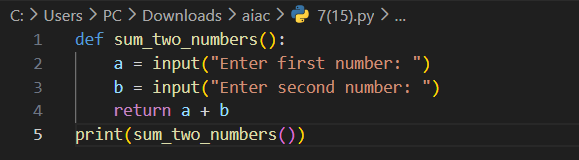 C: > Users > PC > Downloads > aiac > 7(15).py > ...
1 def sum_two_numbers():
2     a = input("Enter first number: ")
3     b = input("Enter second number: ")
4     return a + b
5 print(sum_two_numbers())